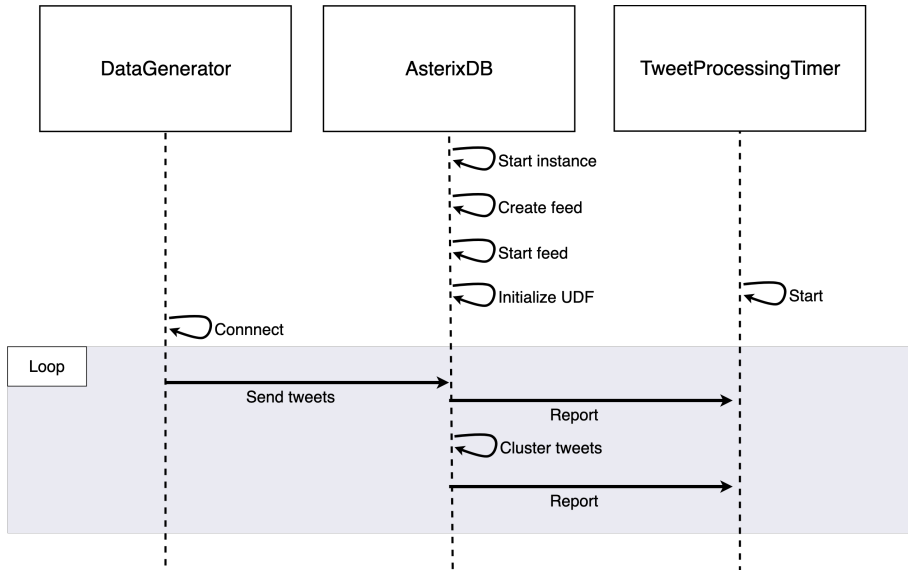 DataGenerator
AsterixDB
TweetProcessingTimer
Start instance
Create feed
Start feed
Initialize UDF
Start
Connnect
Loop
Send tweets
Report
Cluster tweets
Report